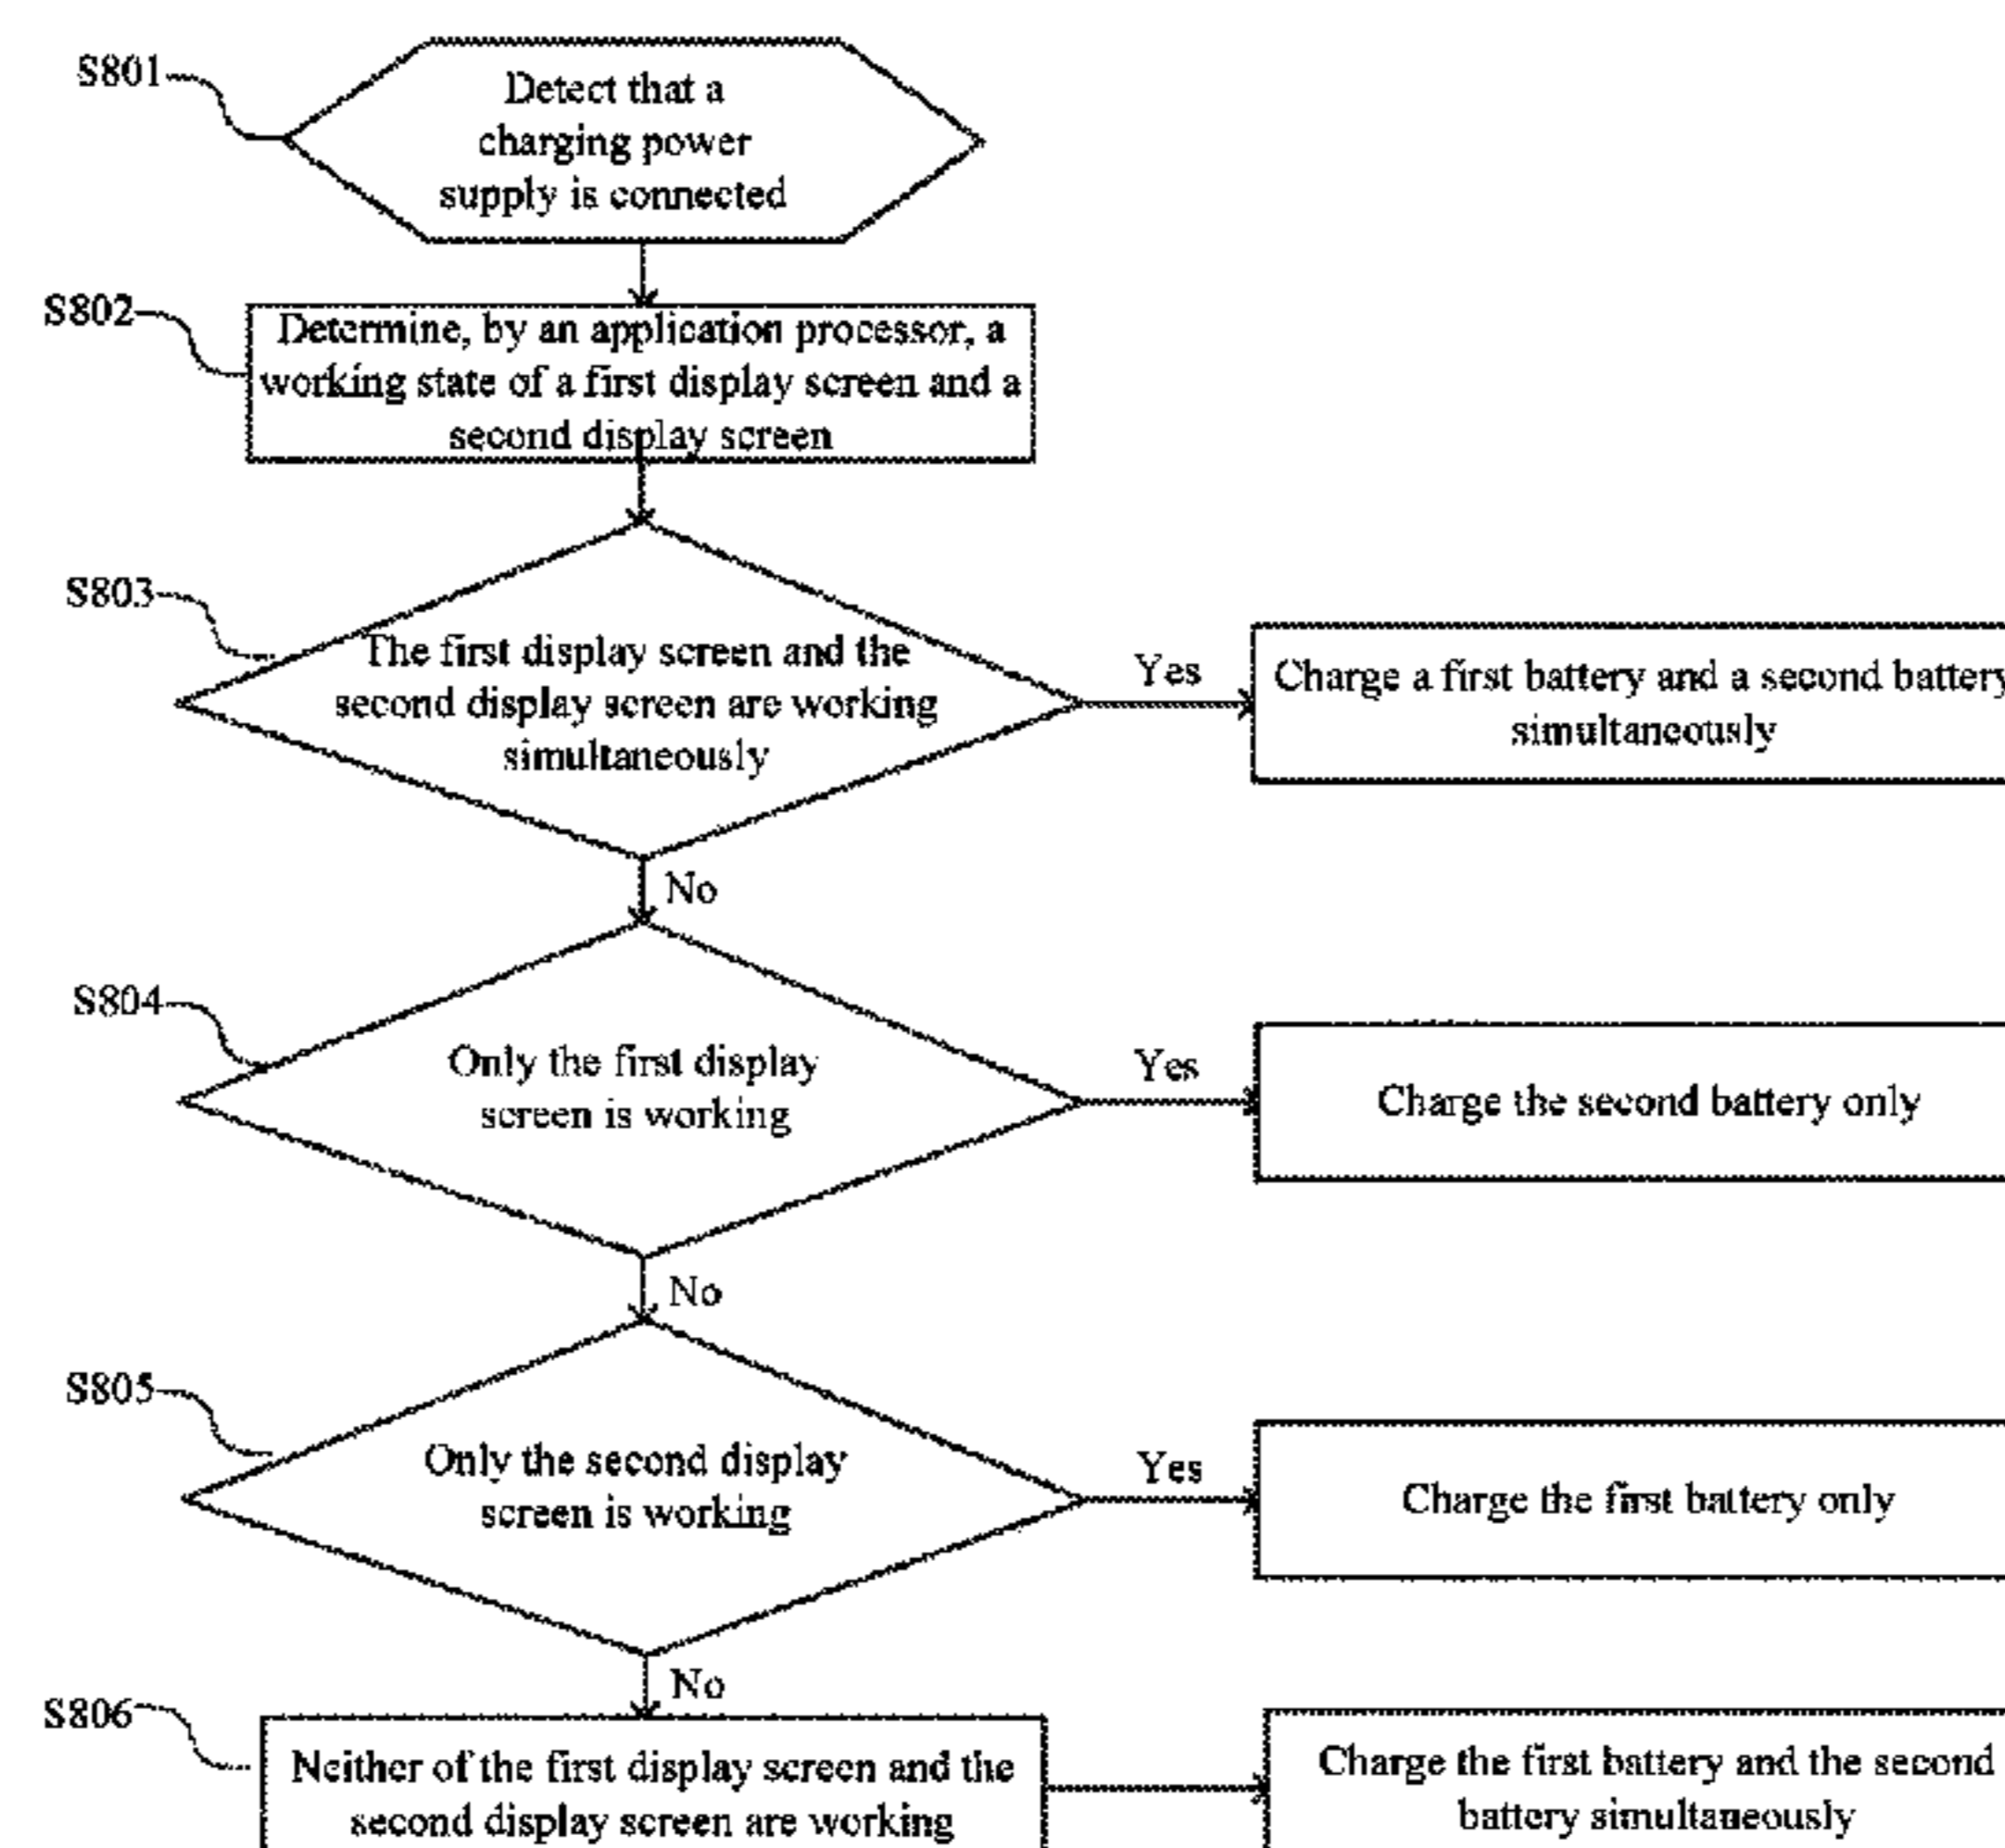 S801
Detect that a
charging power
supply is connected
S802
Determine, by an application processor, a
working state of a first display screen and a
second display screen
S803
The first display screen and the
second display screen are working
simultaneously
Yes
Charge a first battery and a second battery
simultaneously
No
S804
Only the first display
screen is working
Yes
Charge the second battery only
No
S805
Only the second display
screen is working
Yes
Charge the first battery only
No
S806
Neither of the first display screen and the
second display screen are working
Charge the first battery and the second
battery simultaneously